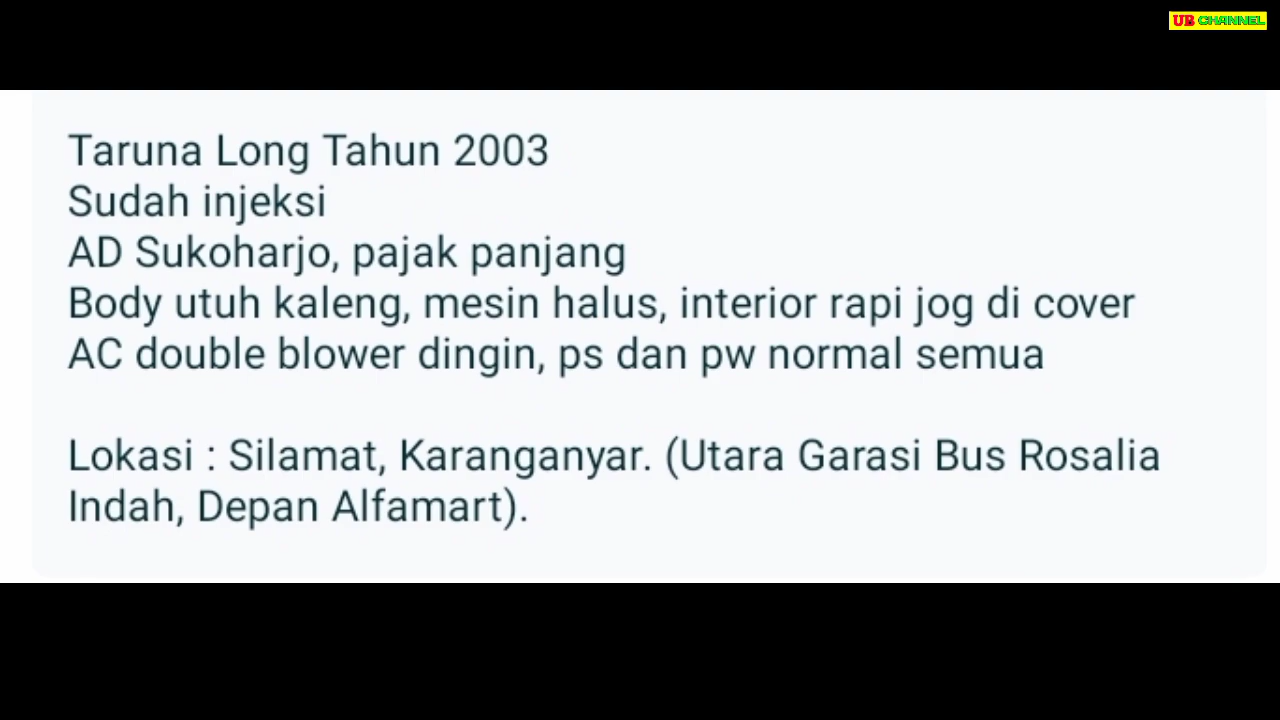 UB CHANNEL
Taruna Long Tahun 2003
Sudah injeksi
AD Sukoharjo, pajak panjang
Body utuh kaleng, mesin halus, interior rapi jog di cover
AC double blower dingin, ps dan pw normal semua
Lokasi : Silamat, Karanganyar. (Utara Garasi Bus Rosalia
Indah, Depan Alfamart).